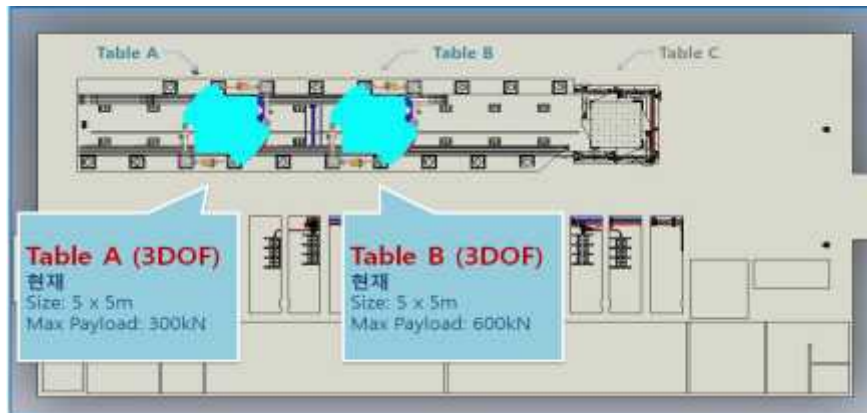 Table A
Table B
Table C
Table A (3DOF)
현재
Size: 5 x 5m
Max Payload: 300kN
Table B (3DOF)
현재
Size: 5 x 5m
Max Payload: 600kN